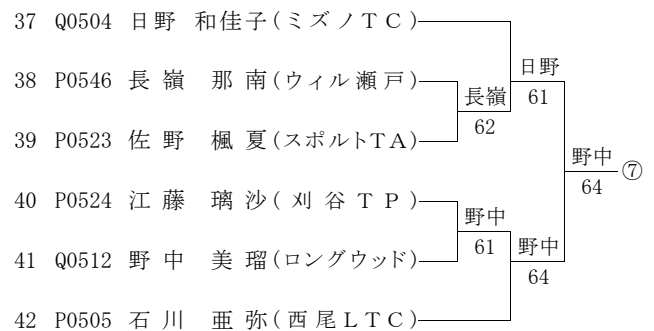 37 Q0504 日野 和佳子(ミズノTC)
日野
38 P0546 長嶺 那南(ウィル瀬戸)
長嶺 61
62
39 P0523 佐野 楓夏(スポルトTA)
野中 ⑦
64
40 P0524 江藤 璃沙(刈谷TP)
野中
61 野中
41 Q0512 野中 美瑠(ロングウッド)
64
42 P0505 石川 亜弥(西尾LTC)